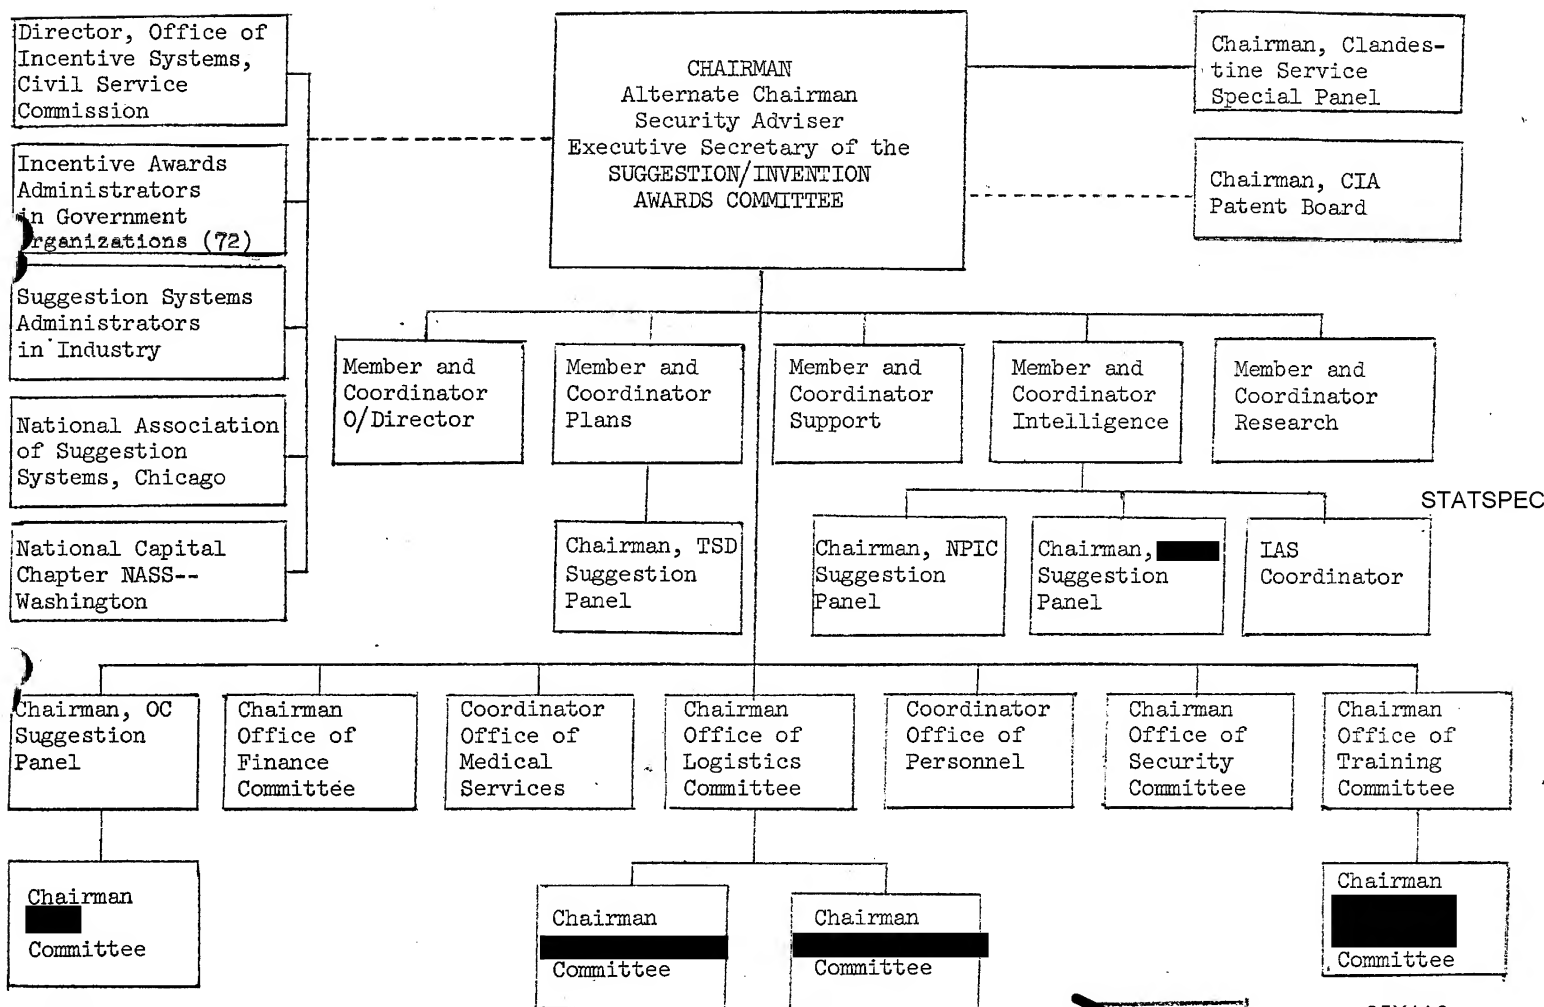 Director, Office of
Incentive Systems,
Civil Service
Commission
Incentive Awards
Administrators
in Government
rganizations (72)
Suggestion Systems
Administrators
in Industry
National Association
of Suggestion
Systems, Chicago
National Capital
Chapter NASS--
Washington
CHAIRMAN
Alternate Chairman
Security Adviser
Executive Secretary of the
SUGGESTION/INVENTION
AWARDS COMMITTEE
Chairman, Clandes-
tine Service
Special Panel
Chairman, CIA
Patent Board
Member and
Coordinator
O/Director
Member and
Coordinator
Plans
Member and
Coordinator
Support
Member and
Coordinator
Intelligence
Member and
Coordinator
Research
STATSPEC
Chairman, TSD
Suggestion
Panel
Chairman, NPIC
Suggestion
Panel
Chairman,
Suggestion
Panel
IAS
Coordinator
Chairman, OC
Suggestion
Panel
Chairman
Office of
Finance
Committee
Coordinator
Office of
Medical
Services
Chairman
Office of
Logistics
Committee
Coordinator
Office of
Personnel
Chairman
Office of
Security
Committee
Chairman
Office of
Training
Committee
Chairman
Committee
Chairman
Committee
Chairman
Committee
Chairman
Committee